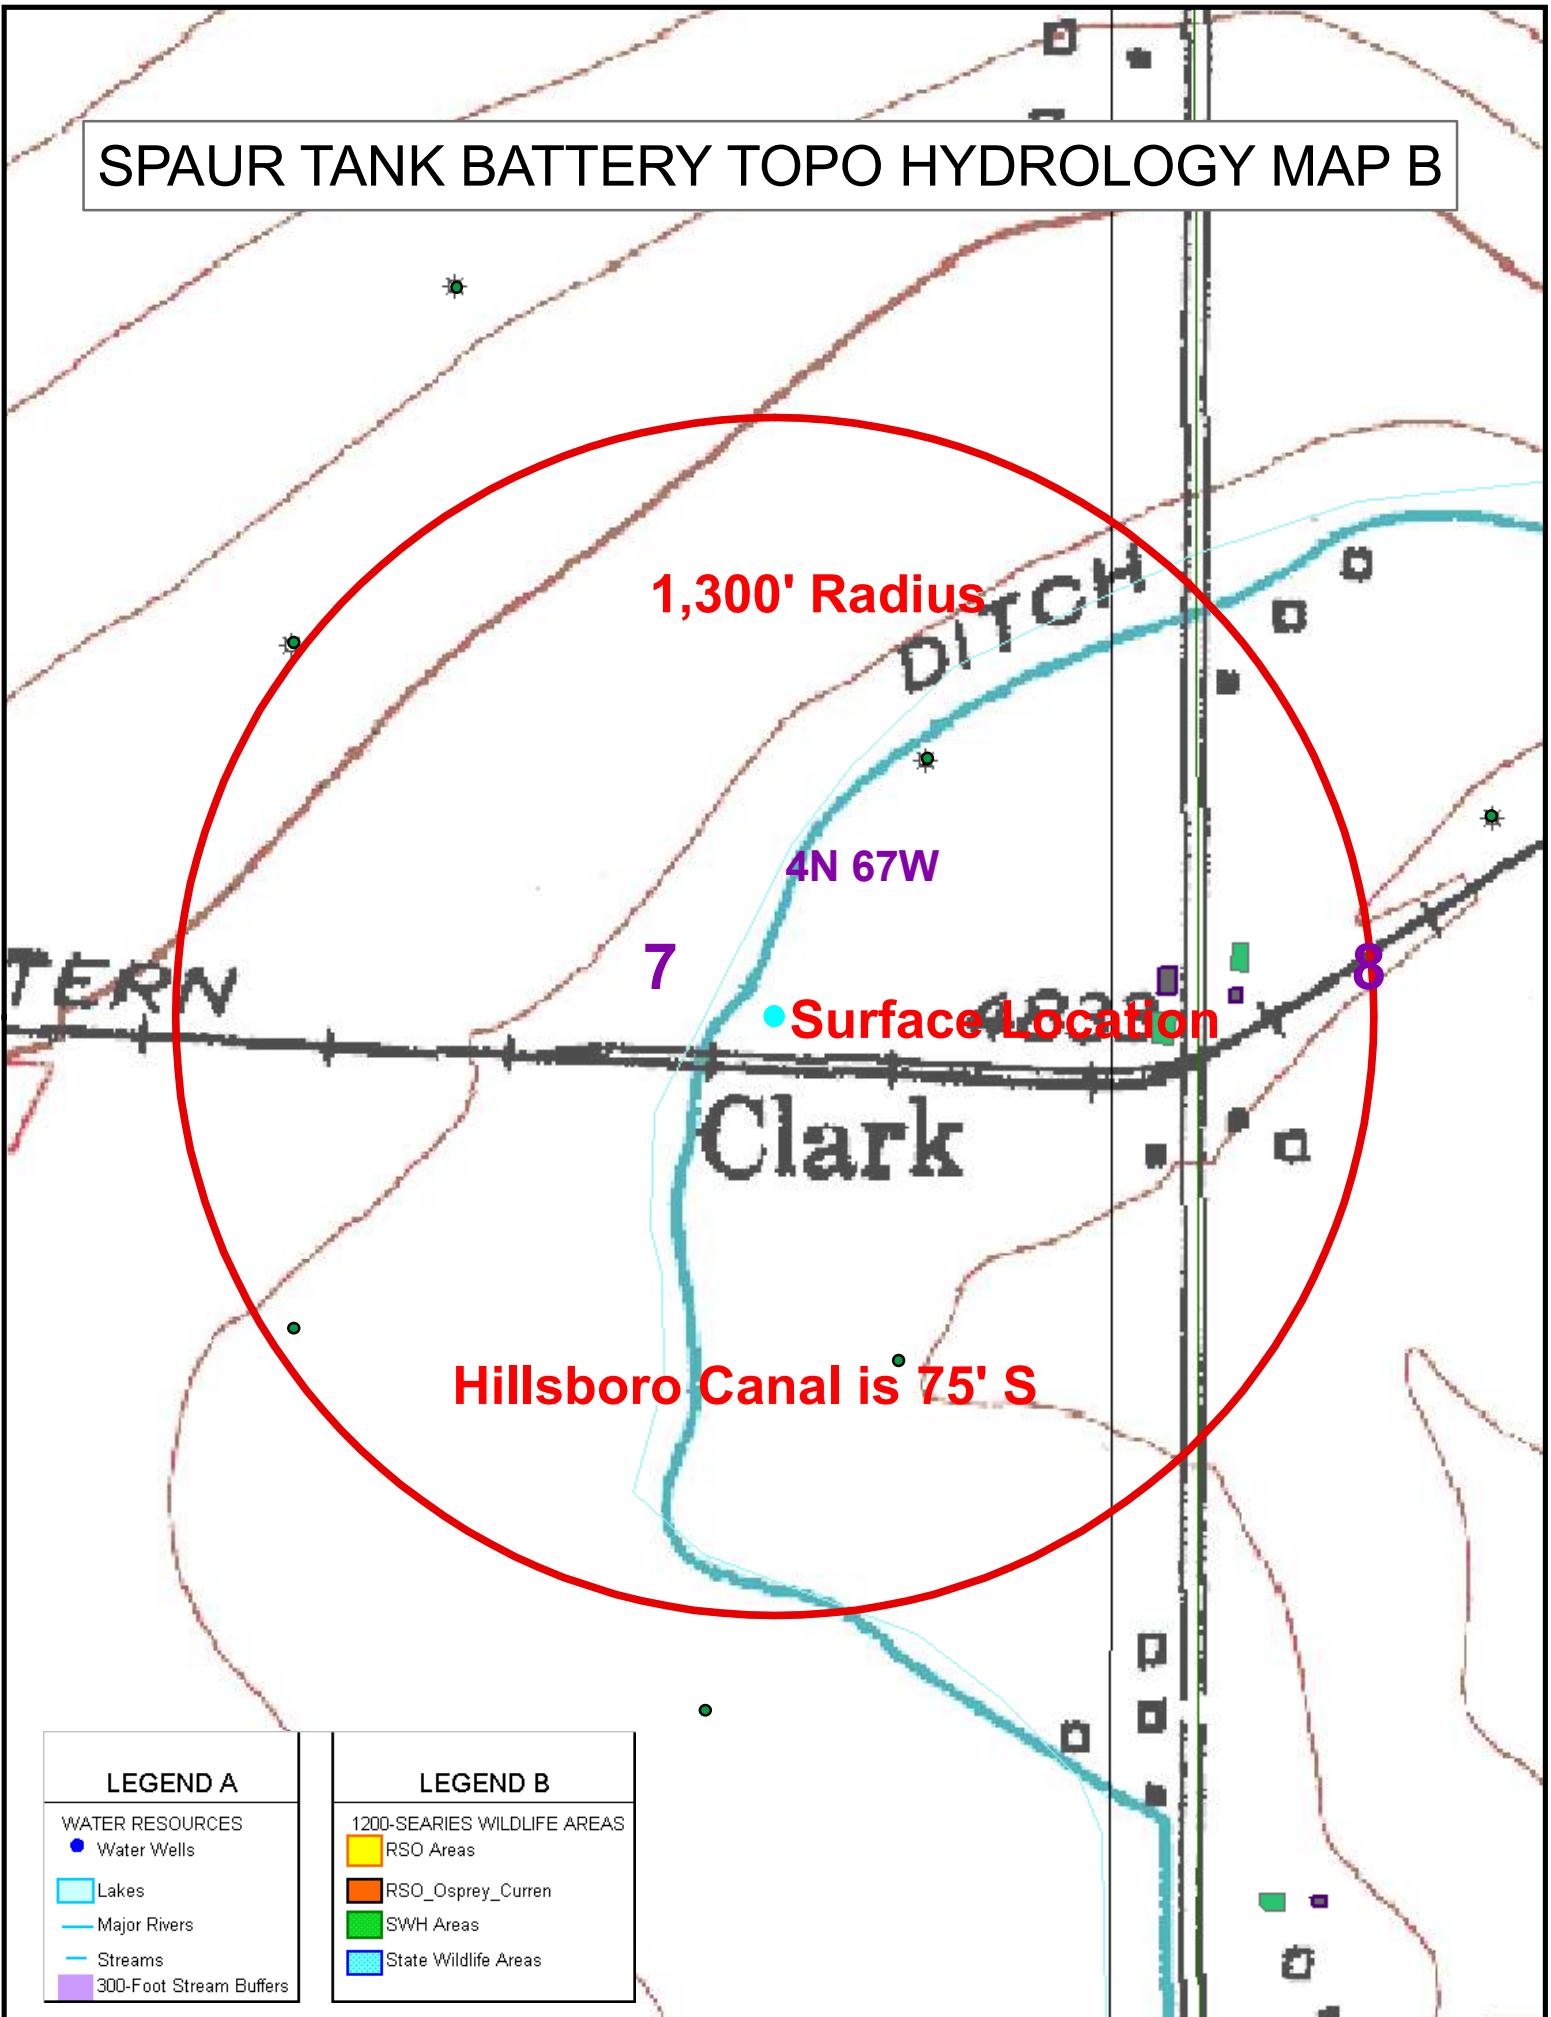 SPAUR TANK BATTERY TOPO HYDROLOGY MAP B
1,300' Radius
DITCH
4N 67W
7
8
TERN
Surface Location
Clark
Hillsboro Canal is 75' S
LEGEND A
WATER RESOURCES
Water Wells
Lakes
Major Rivers
Streams
300-Foot Stream Buffers
LEGEND B
1200-SEARIES WILDLIFE AREAS
RSO Areas
RSO_Osprey_Curren
SWH Areas
State Wildlife Areas